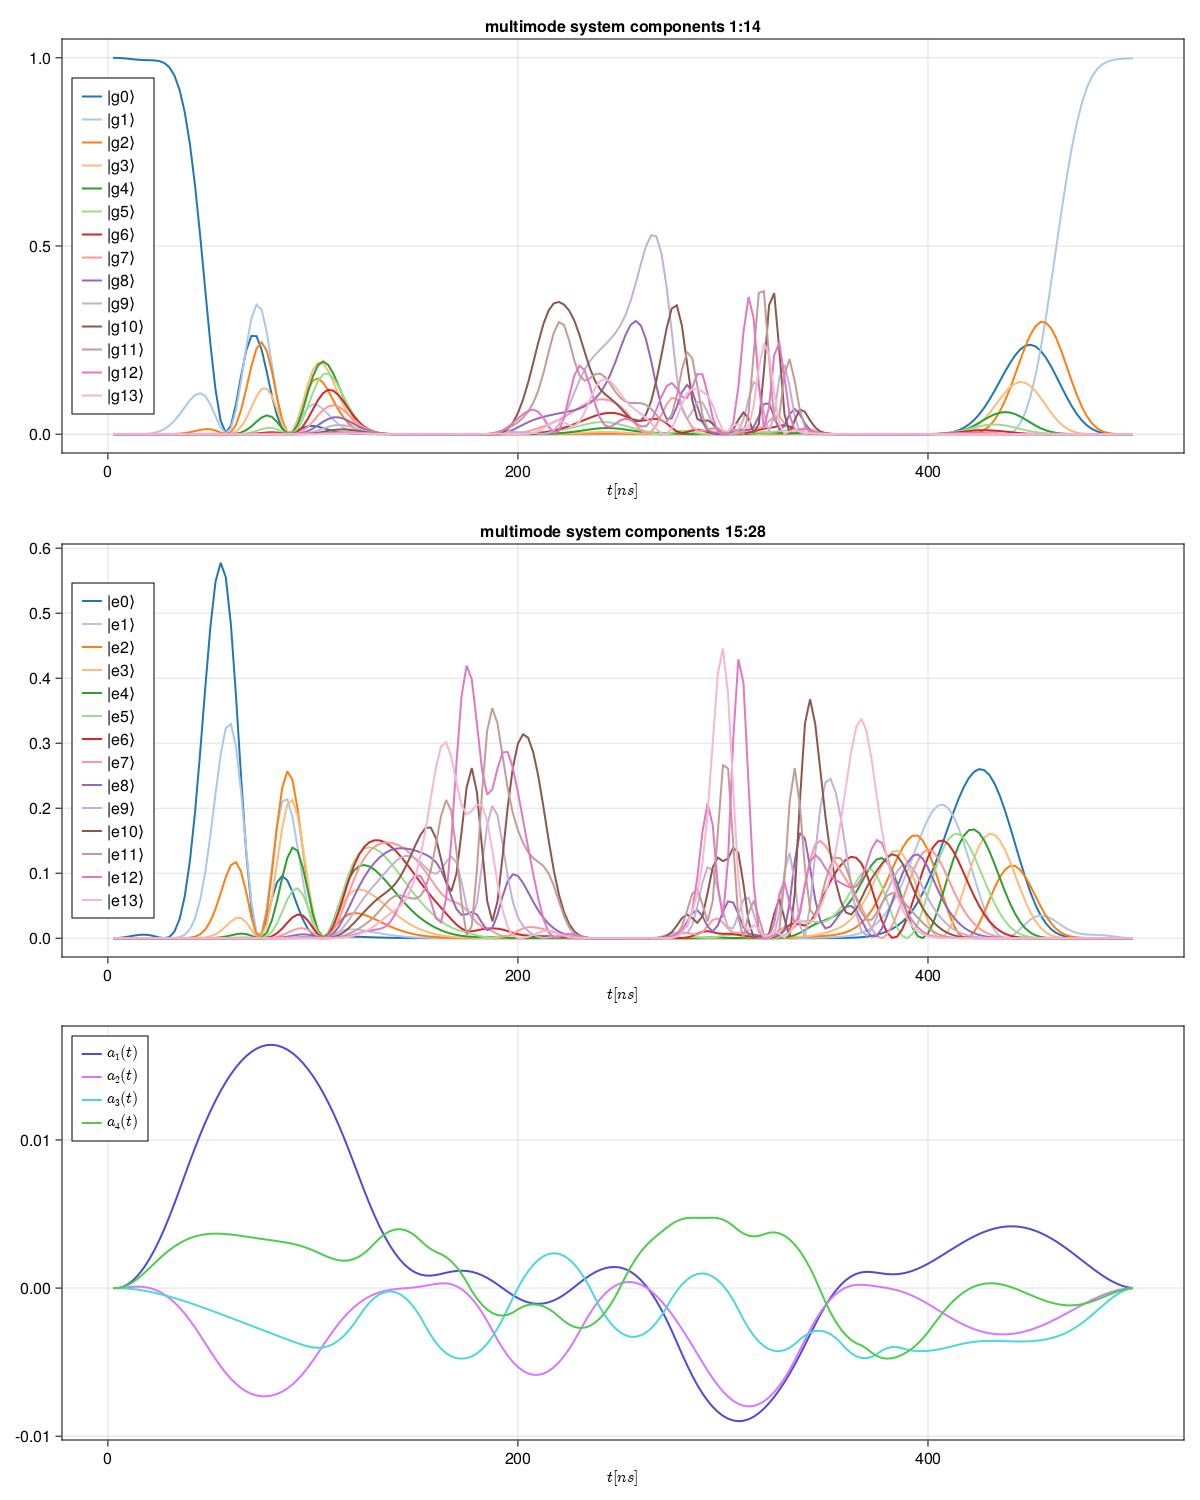 multimode system components 1:14
1.0
0.5
0.0
|g0⟩
|g1⟩
|g2⟩
|g3⟩
|g4⟩
|g5⟩
|g6⟩
|g7⟩
|g8⟩
|g9⟩
|g10⟩
|g11⟩
|g12⟩
|g13⟩
0 200 400
t[ns]
multimode system components 15:28
0.6
0.5
0.4
0.3
0.2
0.1
0.0
|e0⟩
|e1⟩
|e2⟩
|e3⟩
|e4⟩
|e5⟩
|e6⟩
|e7⟩
|e8⟩
|e9⟩
|e10⟩
|e11⟩
|e12⟩
|e13⟩
0 200 400
t[ns]
a₁(t)
a₂(t)
a₃(t)
a₄(t)
0.01
0.00
-0.01
0 200 400
t[ns]